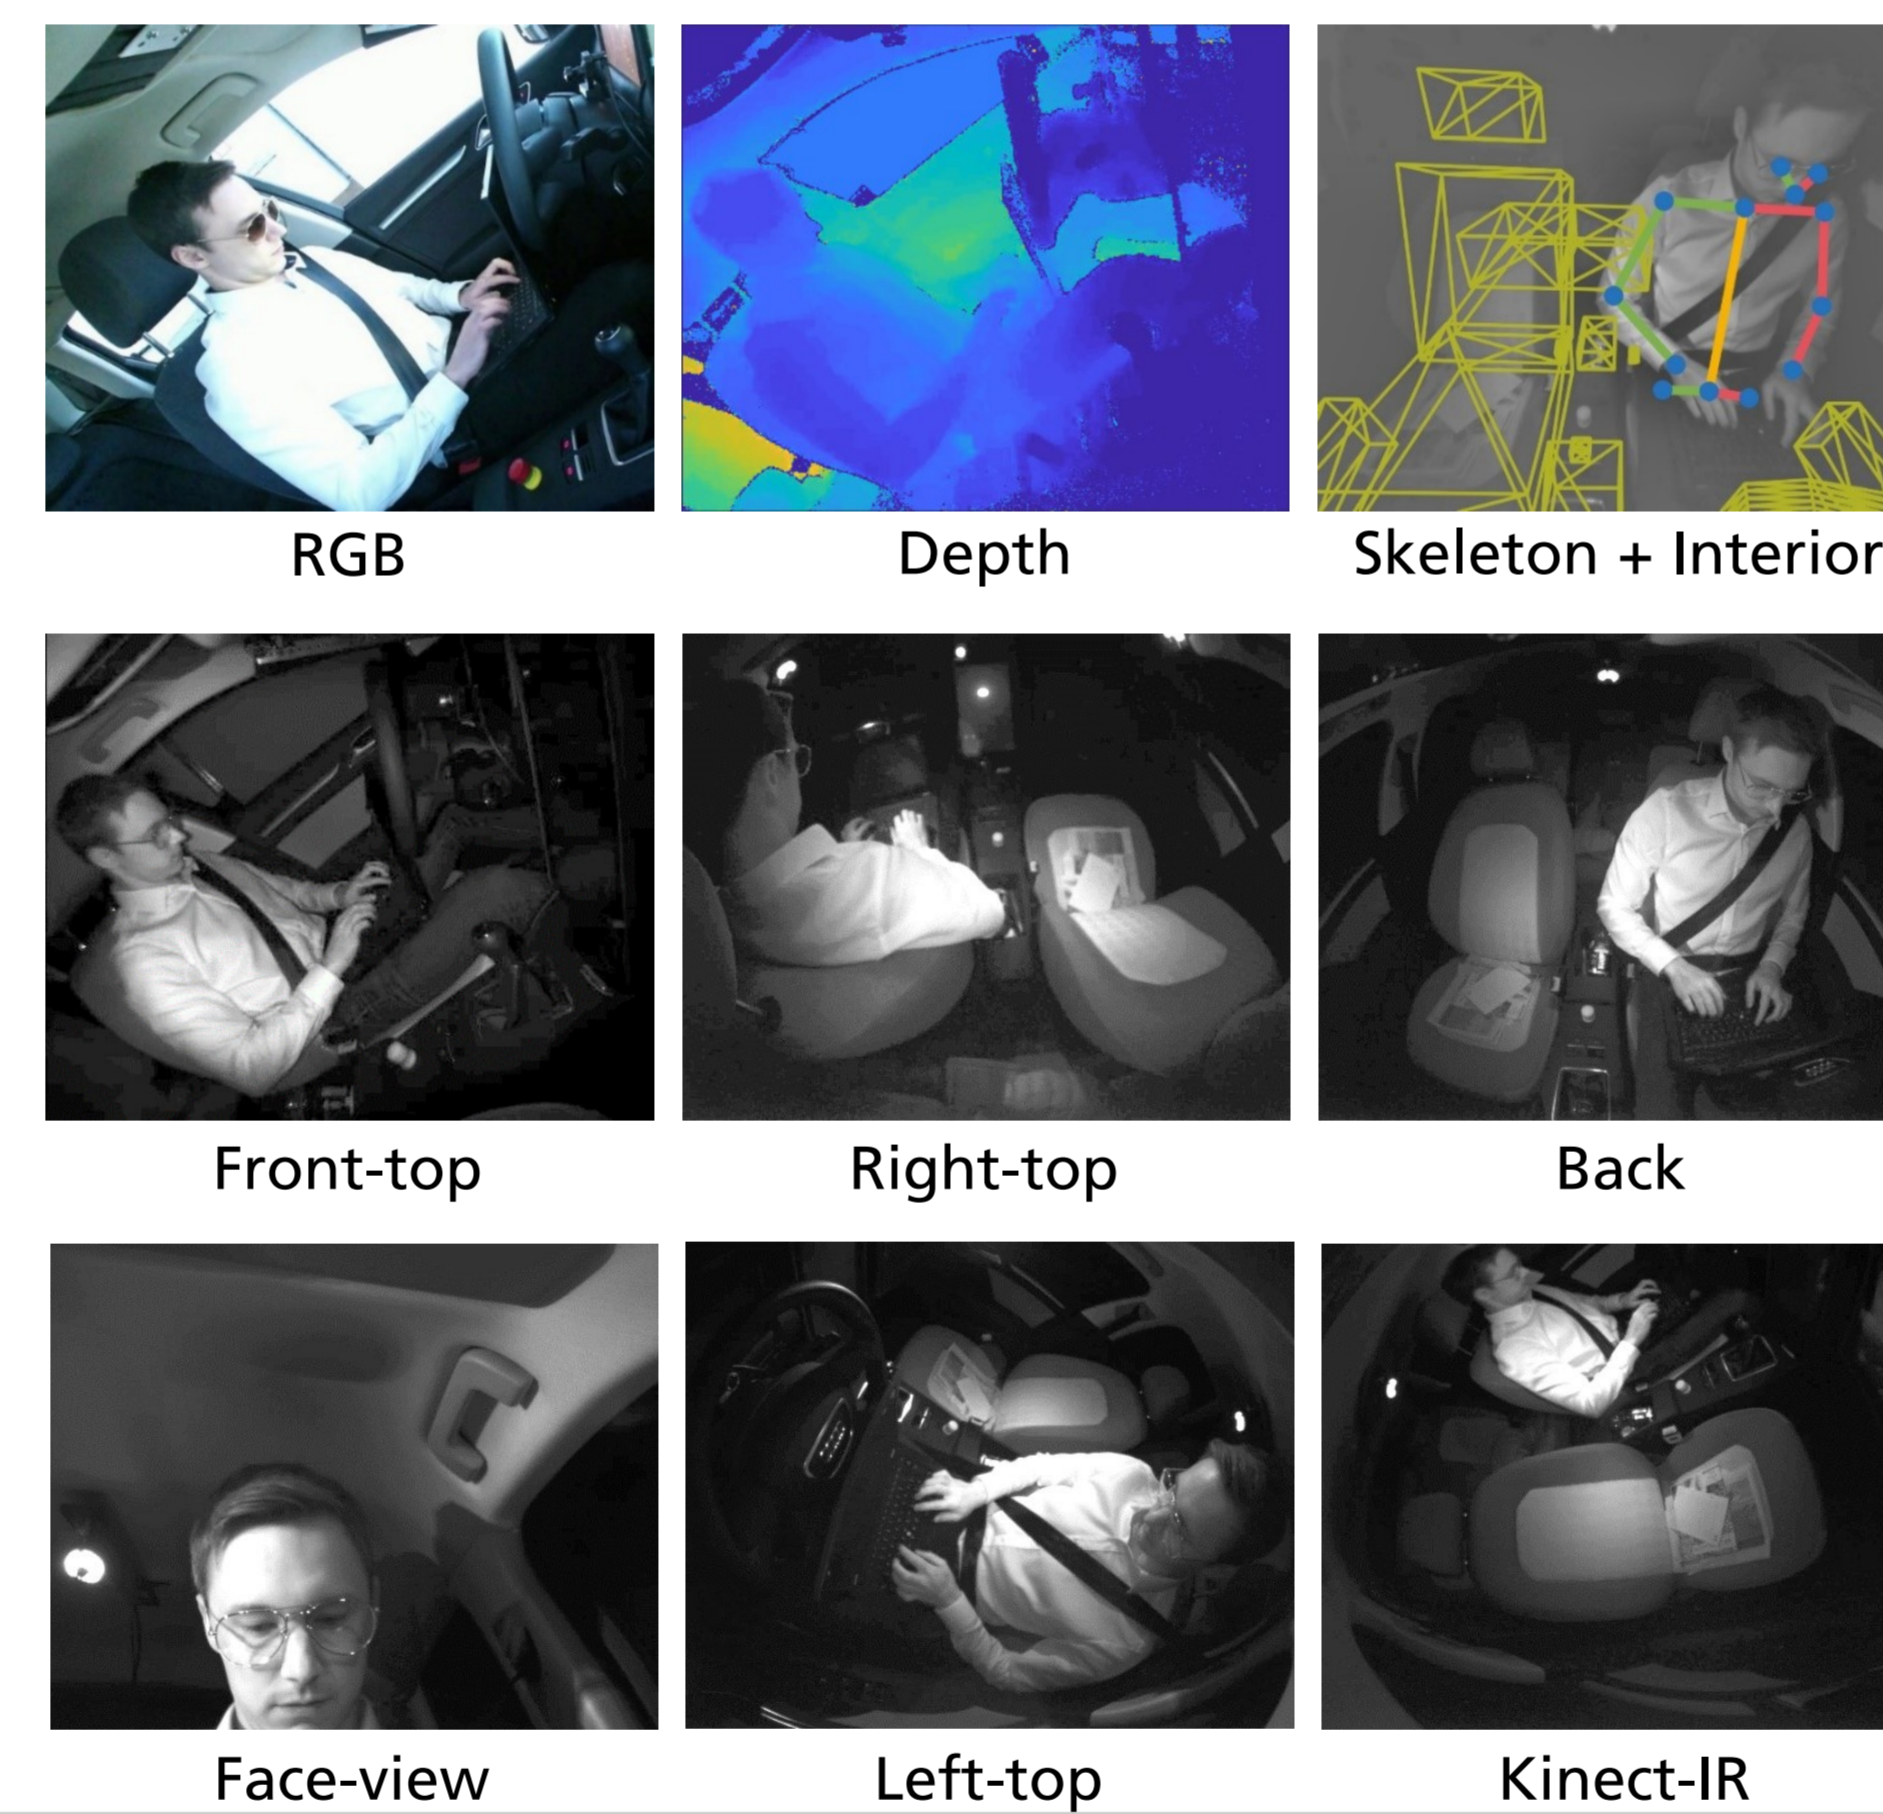 RGB
Depth
Skeleton + Interior
Front-top
Right-top
Back
Face-view
Left-top
Kinect-IR